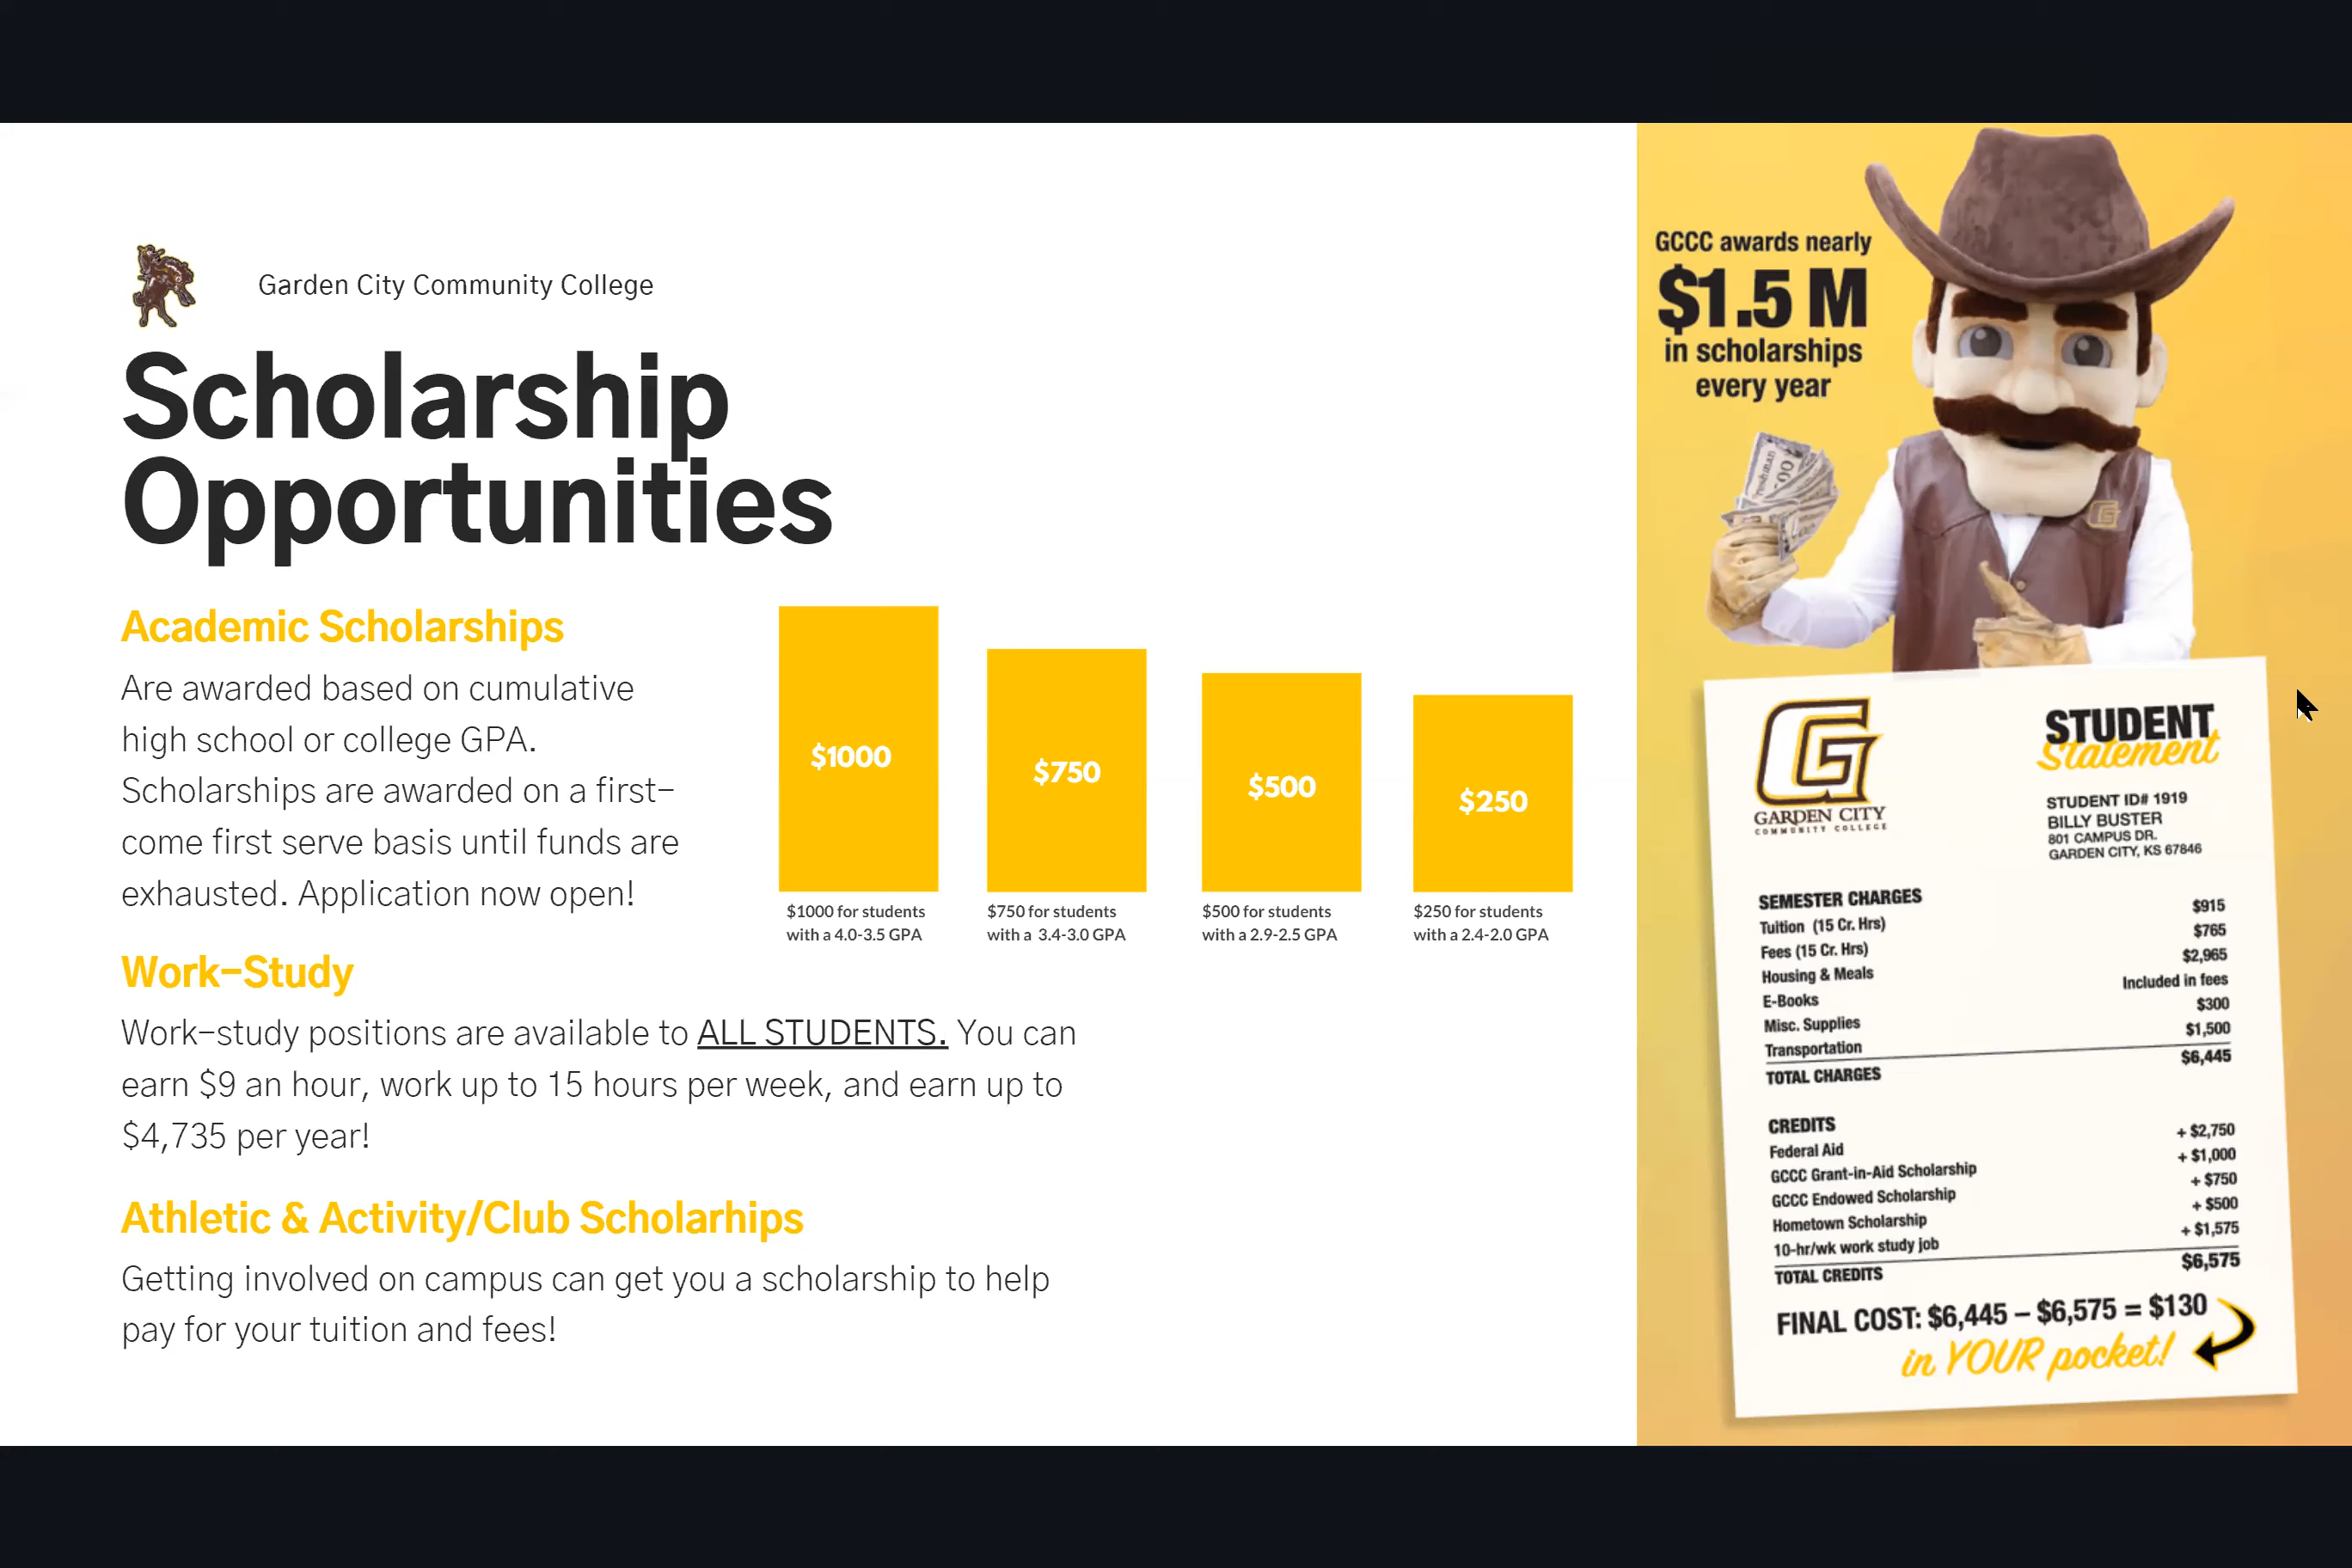 Garden City Community College
Scholarship
Opportunities
Academic Scholarships
Are awarded based on cumulative
high school or college GPA.
Scholarships are awarded on a first-
come first serve basis until funds are
exhausted. Application now open!
$1000
$750
$500
$250
$1000 for students
with a 4.0-3.5 GPA
$750 for students
with a 3.4-3.0 GPA
$500 for students
with a 2.9-2.5 GPA
$250 for students
with a 2.4-2.0 GPA
Work-Study
Work-study positions are available to ALL STUDENTS. You can
earn $9 an hour, work up to 15 hours per week, and earn up to
$4,735 per year!
Athletic & Activity/Club Scholarhips
Getting involved on campus can get you a scholarship to help
pay for your tuition and fees!
GCCC awards nearly
$1.5 M
in scholarships
every year
G
GARDEN CITY
COMMUNITY COLLEGE
STUDENT
Statement
STUDENT ID# 1919
BILLY BUSTER
801 CAMPUS DR.
GARDEN CITY, KS 67846
SEMESTER CHARGES
Tuition (15 Cr. Hrs) $915
Fees (15 Cr. Hrs) $765
Housing & Meals $2,965
E-Books Included in fees
Misc. Supplies $300
Transportation $1,500
TOTAL CHARGES $6,445
CREDITS
Federal Aid + $2,750
GCCC Grant-in-Aid Scholarship + $1,000
GCCC Endowed Scholarship + $750
Hometown Scholarship + $500
10-hr/wk work study job + $1,575
TOTAL CREDITS $6,575
FINAL COST: $6,445 – $6,575 = $130
in YOUR pocket!